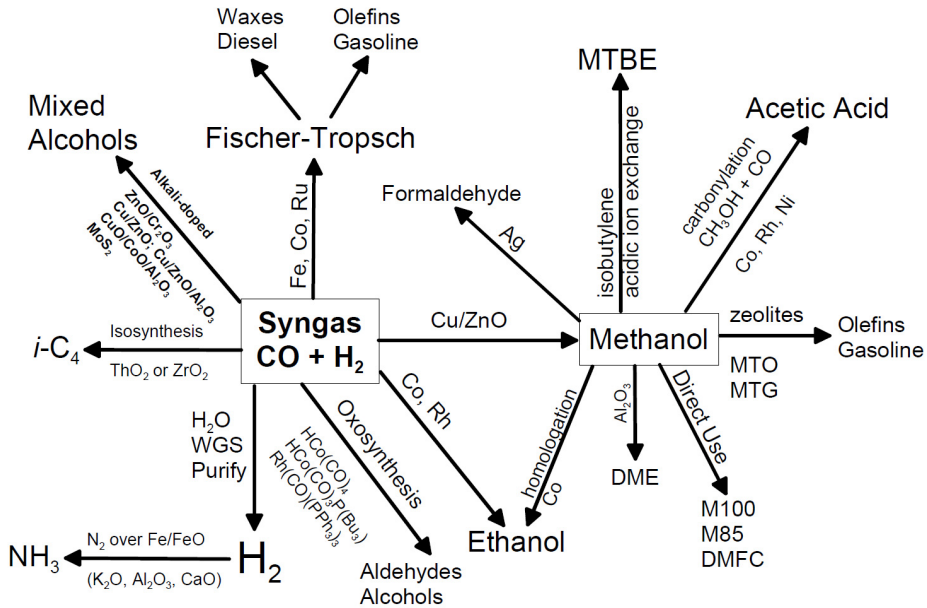 Waxes
Diesel
Olefins
Gasoline
MTBE
Mixed
Alcohols
Fischer-Tropsch
Acetic Acid
Alkali-doped
ZnO/Cr₂O₃
Cu/ZnO; Cu/ZnO/Al₂O₃
CuO/CoO/Al₂O₃
MoS₂
Fe, Co, Ru
Formaldehyde
Ag
isobutylene
acidic ion exchange
carbonylation
CH₃OH + CO
Co, Rh, Ni
Syngas
CO + H₂
Cu/ZnO
Methanol
zeolites
MTO
MTG
Olefins
Gasoline
i-C₄
Isosynthesis
ThO₂ or ZrO₂
H₂O
WGS
Purify
Oxosynthesis
HCo(CO)₄
HCo(CO)₃P(Bu₃)
Rh(CO)(PPh₃)₃
Co, Rh
homologation
Co
Al₂O₃
DME
Direct Use
M100
M85
DMFC
Ethanol
Aldehydes
Alcohols
NH₃
N₂ over Fe/FeO
(K₂O, Al₂O₃, CaO)
H₂